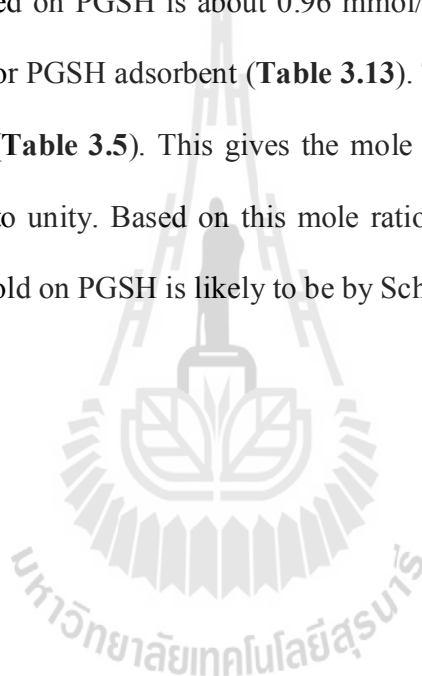 ed on PGSH is about 0.96 mmol/
or PGSH adsorbent (Table 3.13).
Table 3.5). This gives the mole
to unity. Based on this mole ratio
old on PGSH is likely to be by Sch
มหาวิทยาลัยเทคโนโลยีสุรนารี